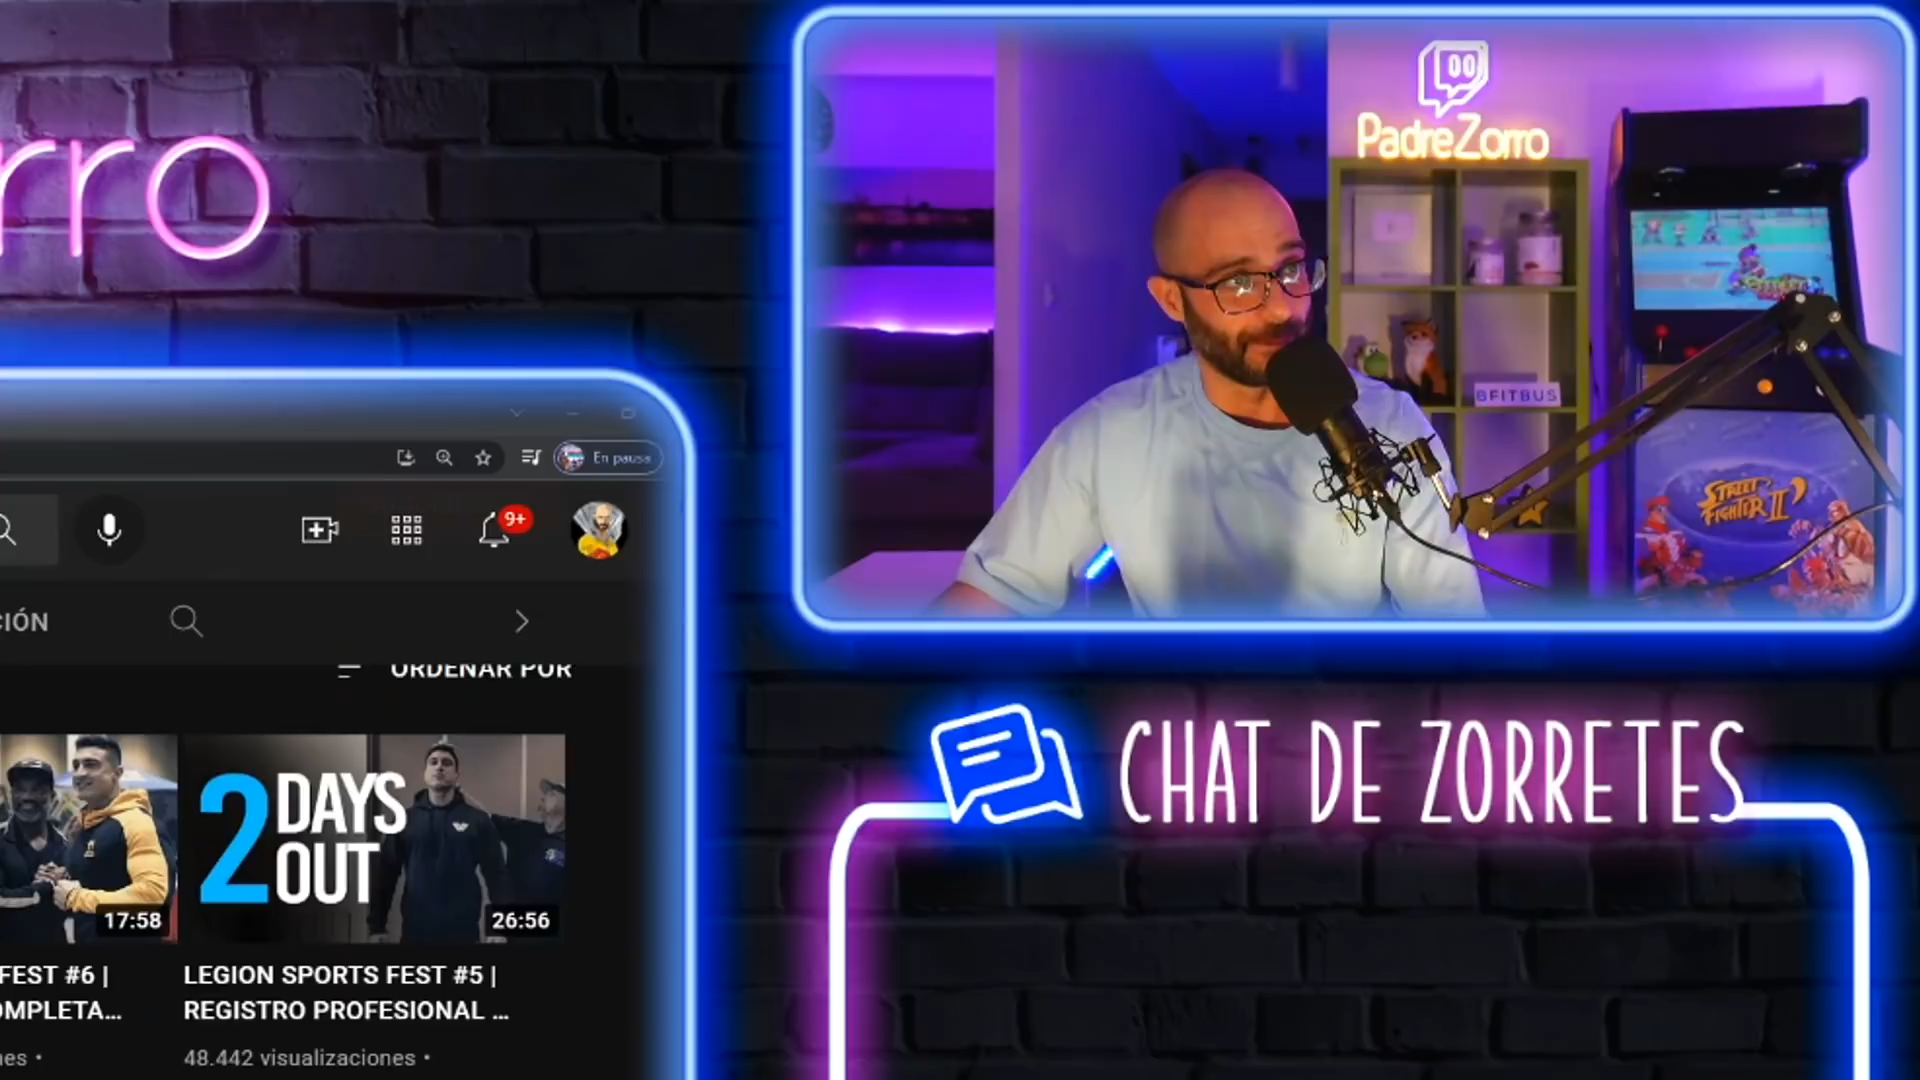 rro
PadreZorro
BFITBUS
STREET
FIGHTER II
En pausa
9+
CIÓN
ORDENAR POR
2 DAYS
OUT
17:58
26:56
FEST #6 |
OMPLETA...
nes •
LEGION SPORTS FEST #5 |
REGISTRO PROFESIONAL ...
48.442 visualizaciones •
CHAT DE ZORRETES